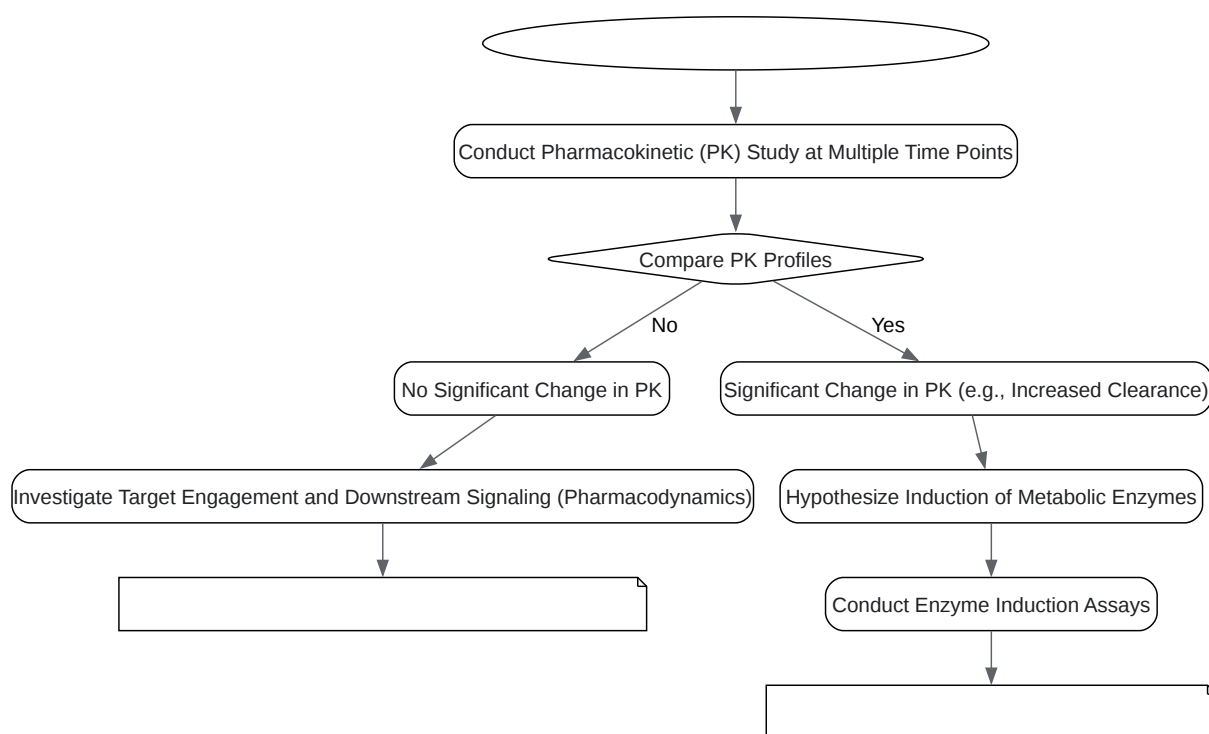 Conduct Pharmacokinetic (PK) Study at Multiple Time Points
Compare PK Profiles
No
Yes
No Significant Change in PK
Significant Change in PK (e.g., Increased Clearance)
Investigate Target Engagement and Downstream Signaling (Pharmacodynamics)
Hypothesize Induction of Metabolic Enzymes
Conduct Enzyme Induction Assays